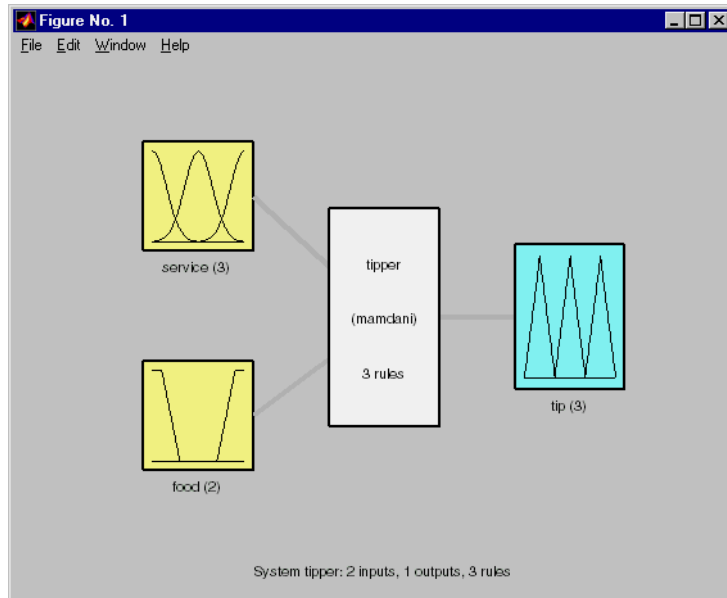 Figure No. 1
File Edit Window Help
service (3)
tipper
(mamdani)
3 rules
tip (3)
food (2)
System tipper: 2 inputs, 1 outputs, 3 rules